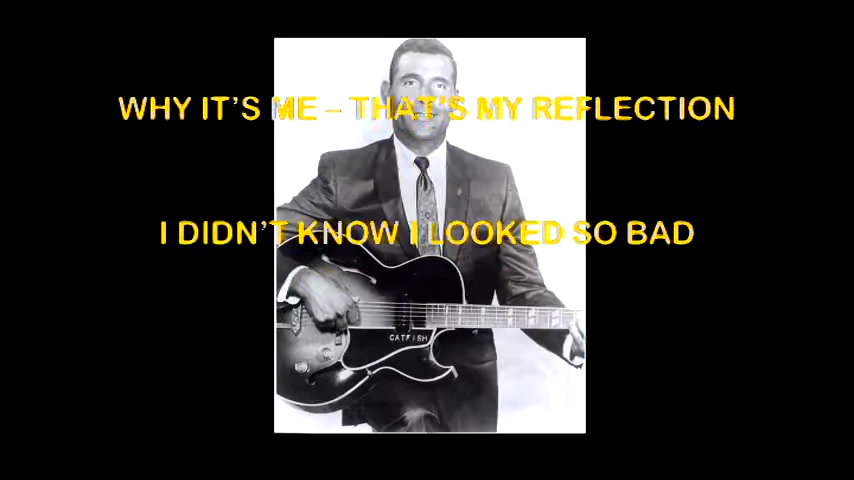 WHY IT’S ME – THAT’S MY REFLECTION
I DIDN’T KNOW I LOOKED SO BAD
CATFISH